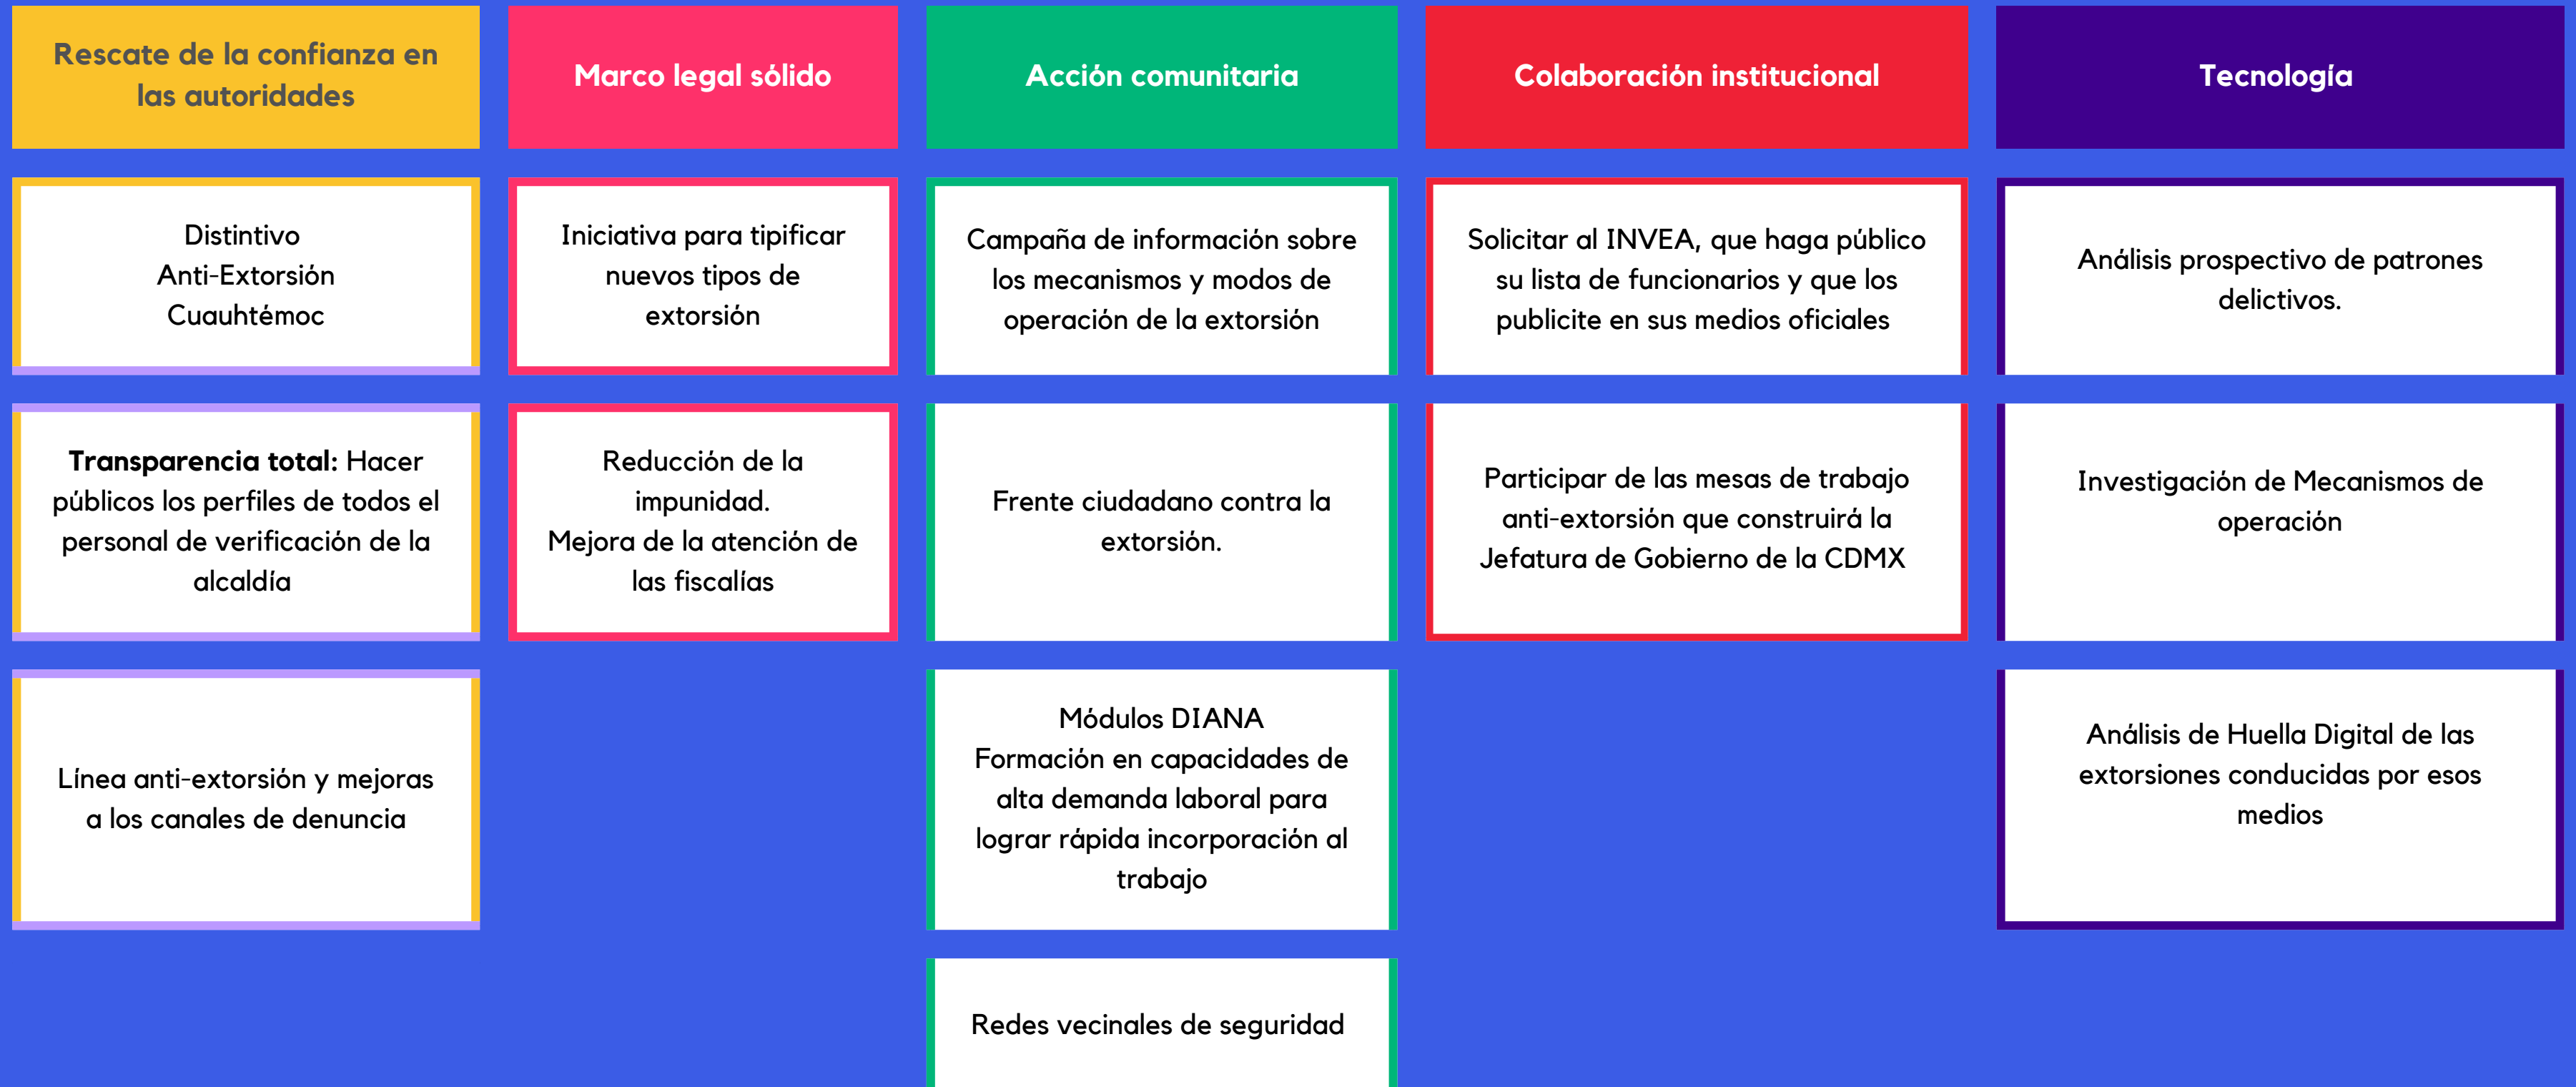 Rescate de la confianza en
las autoridades
Marco legal sólido
Acción comunitaria
Colaboración institucional
Tecnología
Distintivo
Anti-Extorsión
Cuauhtémoc
Iniciativa para tipificar
nuevos tipos de
extorsión
Campaña de información sobre
los mecanismos y modos de
operación de la extorsión
Solicitar al INVEA, que haga público
su lista de funcionarios y que los
publicite en sus medios oficiales
Análisis prospectivo de patrones
delictivos.
Transparencia total: Hacer
públicos los perfiles de todos el
personal de verificación de la
alcaldía
Reducción de la
impunidad.
Mejora de la atención de
las fiscalías
Frente ciudadano contra la
extorsión.
Participar de las mesas de trabajo
anti-extorsión que construirá la
Jefatura de Gobierno de la CDMX
Investigación de Mecanismos de
operación
Línea anti-extorsión y mejoras
a los canales de denuncia
Módulos DIANA
Formación en capacidades de
alta demanda laboral para
lograr rápida incorporación al
trabajo
Análisis de Huella Digital de las
extorsiones conducidas por esos
medios
Redes vecinales de seguridad